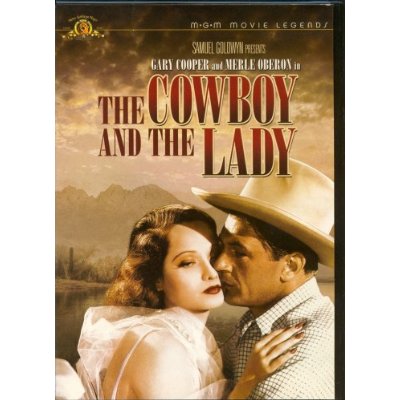 M·G·M MOVIE LEGENDS
SAMUEL GOLDWYN PRESENTS
GARY COOPER and MERLE OBERON in
THE COWBOY
AND THE LADY